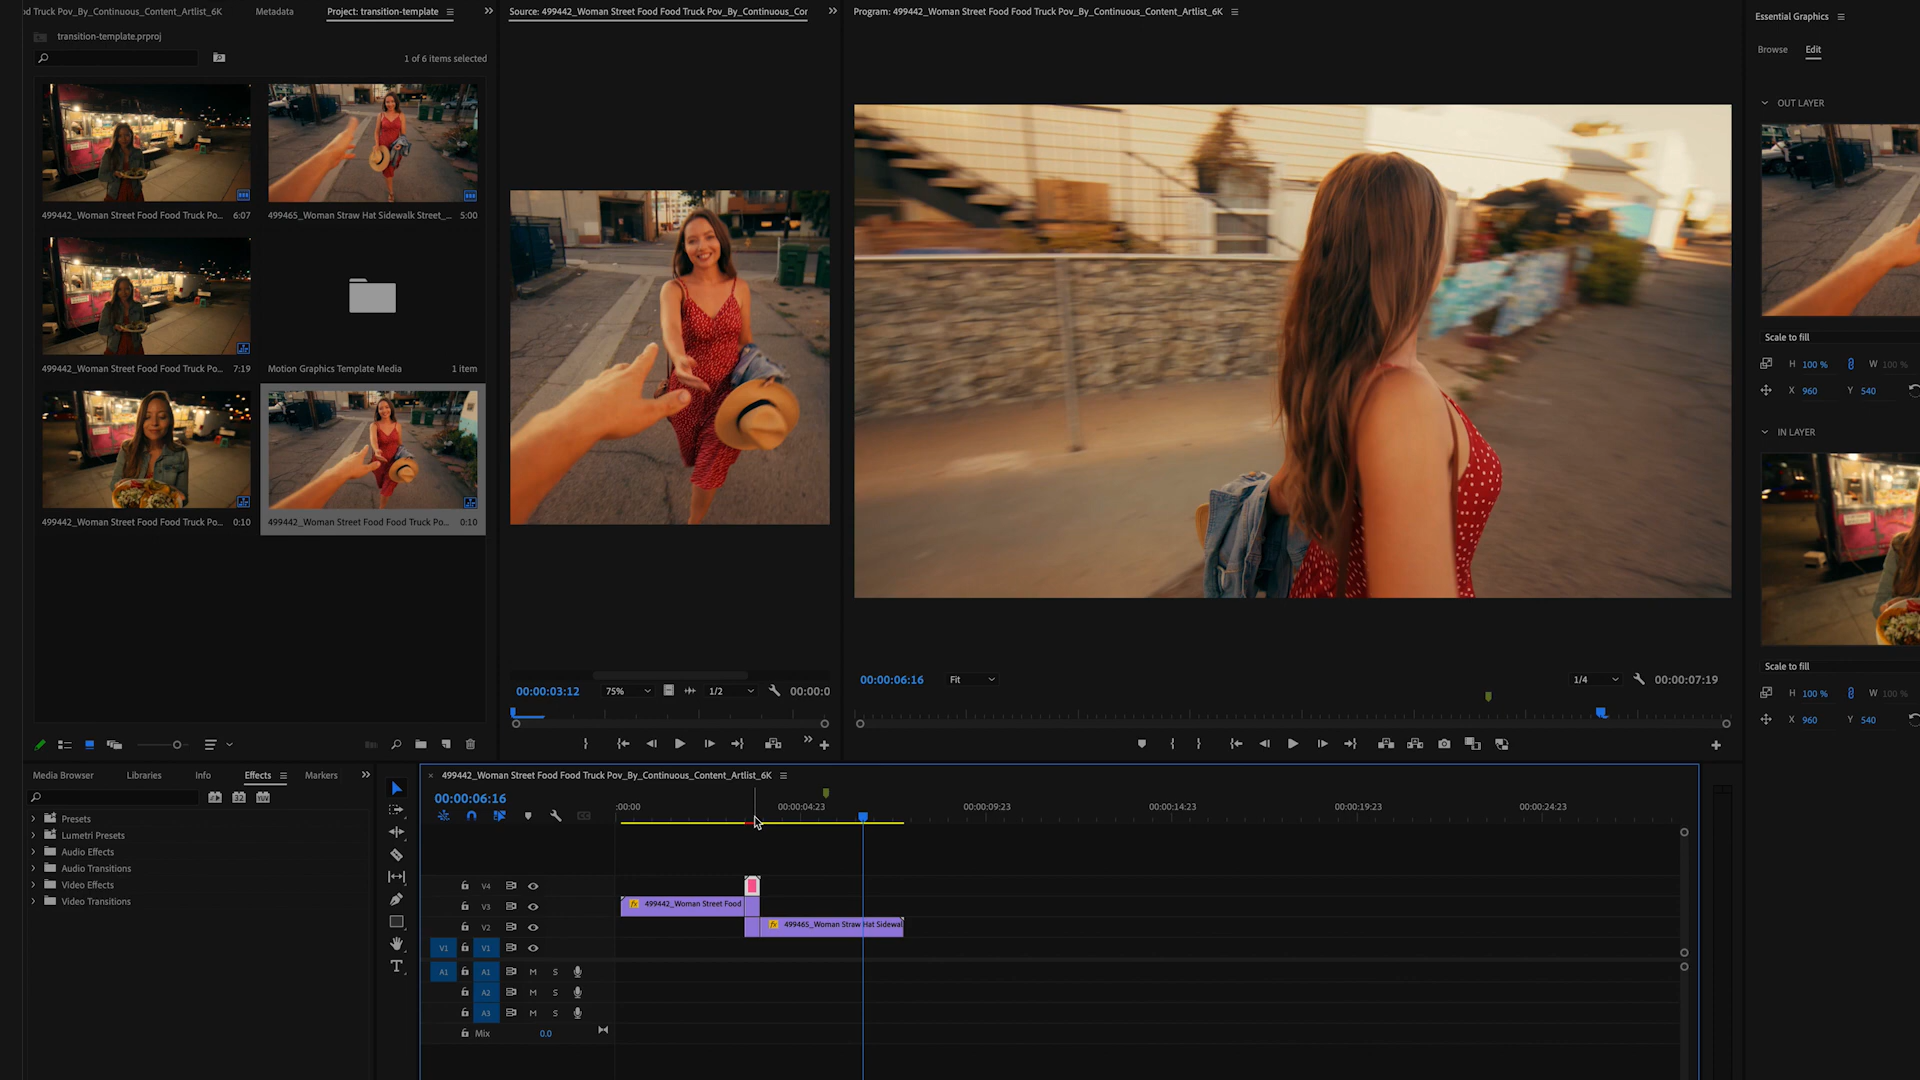 od Truck Pov_By_Continuous_Content_Artlist_6K
Metadata
Project: transition-template
transition-template.prproj
1 of 6 items selected
499442_Woman Street Food Food Truck Po... 6:07
499465_Woman Straw Hat Sidewalk Street_... 5:00
499442_Woman Street Food Food Truck Po... 7:19
Motion Graphics Template Media 1 item
499442_Woman Street Food Food Truck Po... 0:10
499442_Woman Street Food Food Truck Po... 0:10
Source: 499442_Woman Street Food Food Truck Pov_By_Continuous_Cor
00:00:03:12 75% 1/2 00:00:0
Program: 499442_Woman Street Food Food Truck Pov_By_Continuous_Content_Artlist_6K
00:00:06:16 Fit 1/4 00:00:07:19
Essential Graphics
Browse Edit
OUT LAYER
Scale to fill
H 100 % W 100 %
X 960 Y 540
IN LAYER
Scale to fill
H 100 % W 100 %
X 960 Y 540
Media Browser Libraries Info Effects Markers
32
YUV
Presets
Lumetri Presets
Audio Effects
Audio Transitions
Video Effects
Video Transitions
499442_Woman Street Food Food Truck Pov_By_Continuous_Content_Artlist_6K
00:00:06:16
:00:00 00:00:04:23 00:00:09:23 00:00:14:23 00:00:19:23 00:00:24:23
V4
V3 fx 499442_Woman Street Food
V2 fx 499465_Woman Straw Hat Sidewal
V1 V1
A1 A1 M S
A2 M S
A3 M S
Mix 0.0